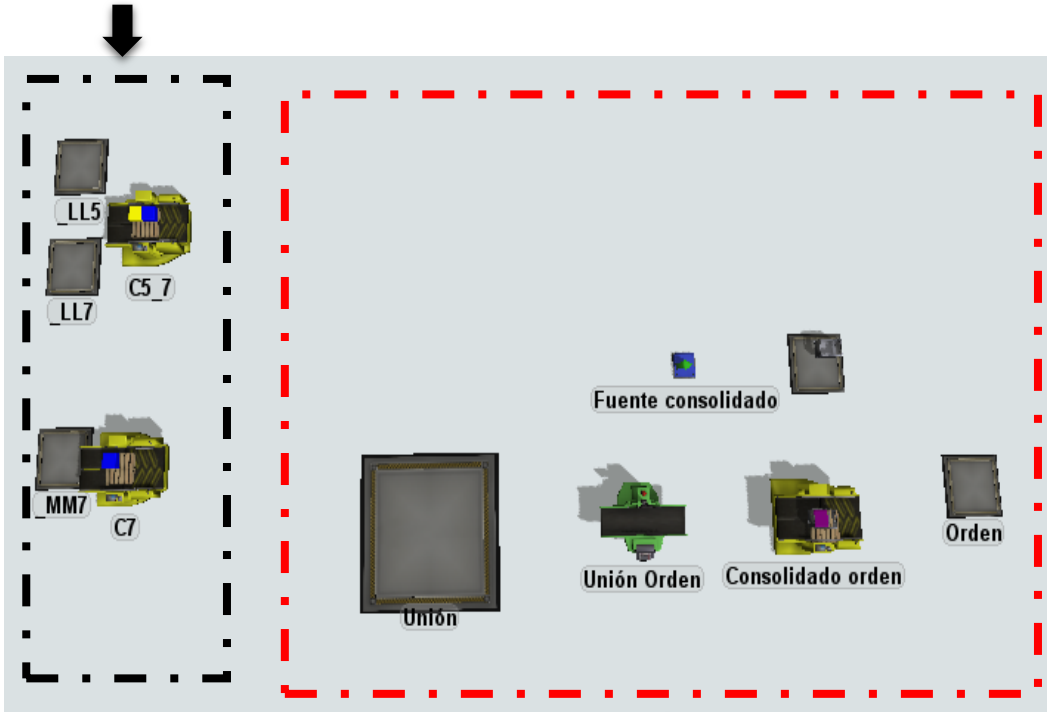 _LL5
_LL7
C5_7
_MM7
C7
Fuente consolidado
Unión
Unión Orden
Consolidado orden
Orden